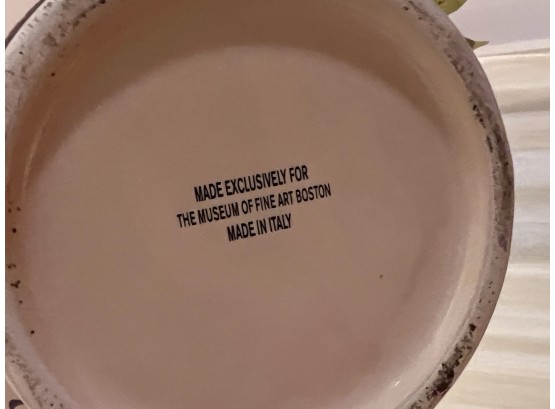 MADE EXCLUSIVELY FOR
THE MUSEUM OF FINE ART BOSTON
MADE IN ITALY